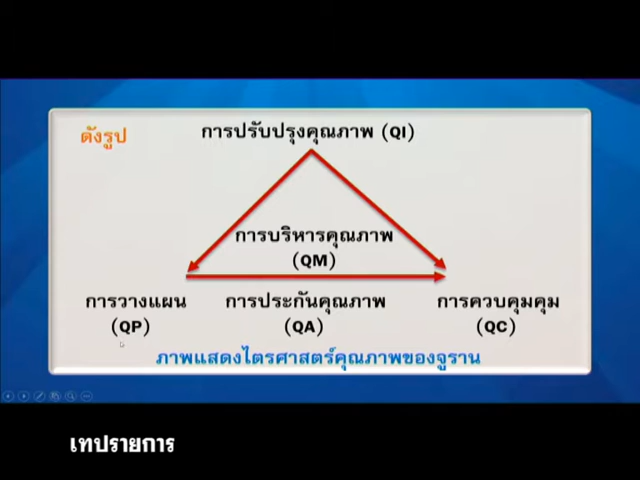 ดังรูป
การปรับปรุงคุณภาพ (QI)
การบริหารคุณภาพ
(QM)
การวางแผน
(QP)
การประกันคุณภาพ
(QA)
การควบคุมคุม
(QC)
ภาพแสดงไตรศาสตร์คุณภาพของจูราน
เทปรายการ